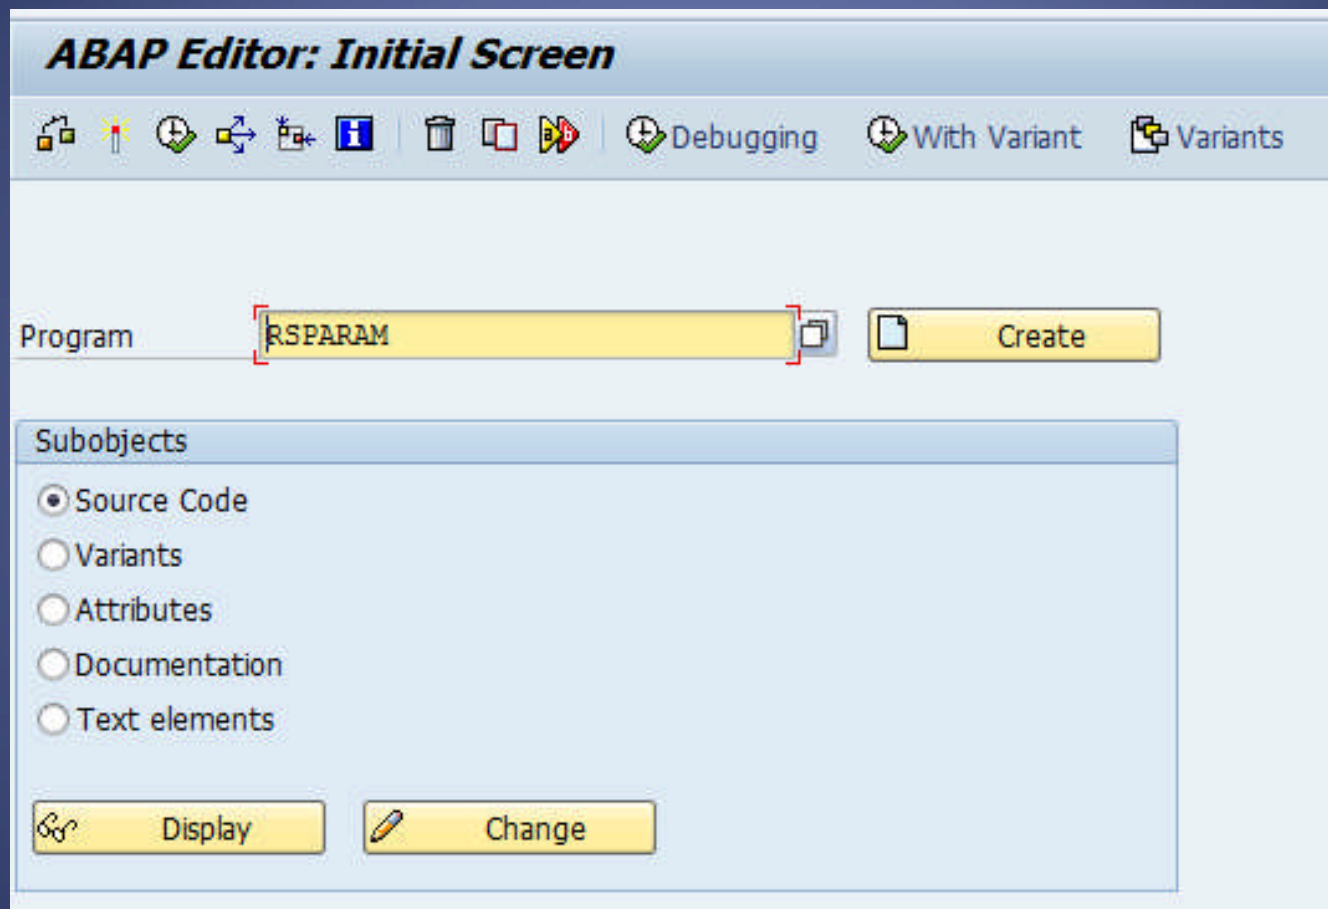 ABAP Editor: Initial Screen
Debugging With Variant Variants
Program RSPARAM Create
Subobjects
Source Code
Variants
Attributes
Documentation
Text elements
Display Change